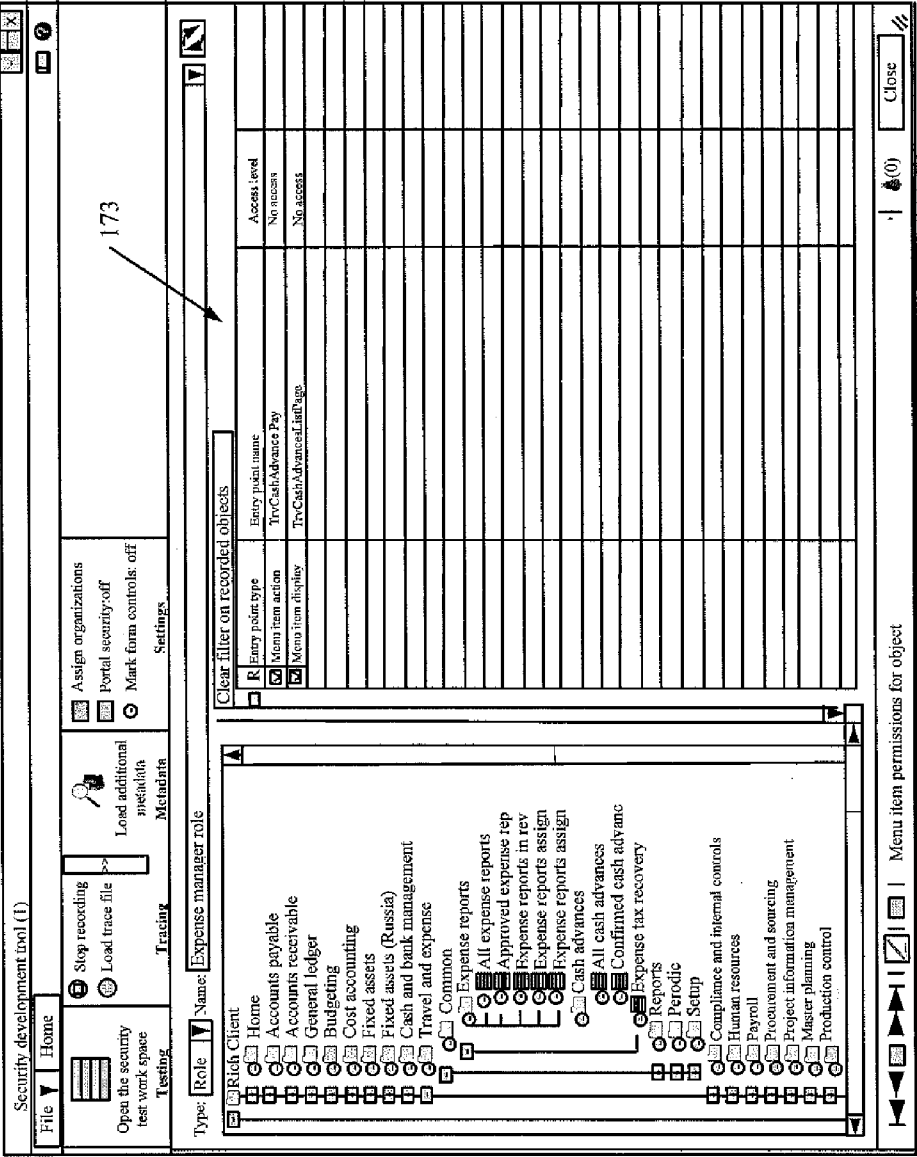 Security development tool (1)
File Home
Open the security
test work space
Testing
Stop recording
Load trace file >>
Tracing
Load additional
metadata
Metadata
Assign organizations
Portal security:off
Mark form controls: off
Settings
Type: Role Name: Expense manager role
173
Rich Client
Home
Accounts payable
Accounts receivable
General ledger
Budgeting
Cost accounting
Fixed assets
Fixed assets (Russia)
Cash and bank management
Travel and expense
Common
Expense reports
All expense reports
Approved expense rep
Expense reports in rev
Expense reports assign
Expense reports assign
Cash advances
All cash advances
Confirmed cash advanc
Expense tax recovery
Reports
Perodic
Setup
Compliance and internal controls
Human resources
Payroll
Procurement and sourcing
Project information management
Master planning
Production control
Clear filter on recorded objects
R Entry point type Entry point name Access level
Menu item action TrvCashAdvance Pay No access
Menu item display TrvCashAdvancesListPage No access
Menu item permissions for object
(0)
Close